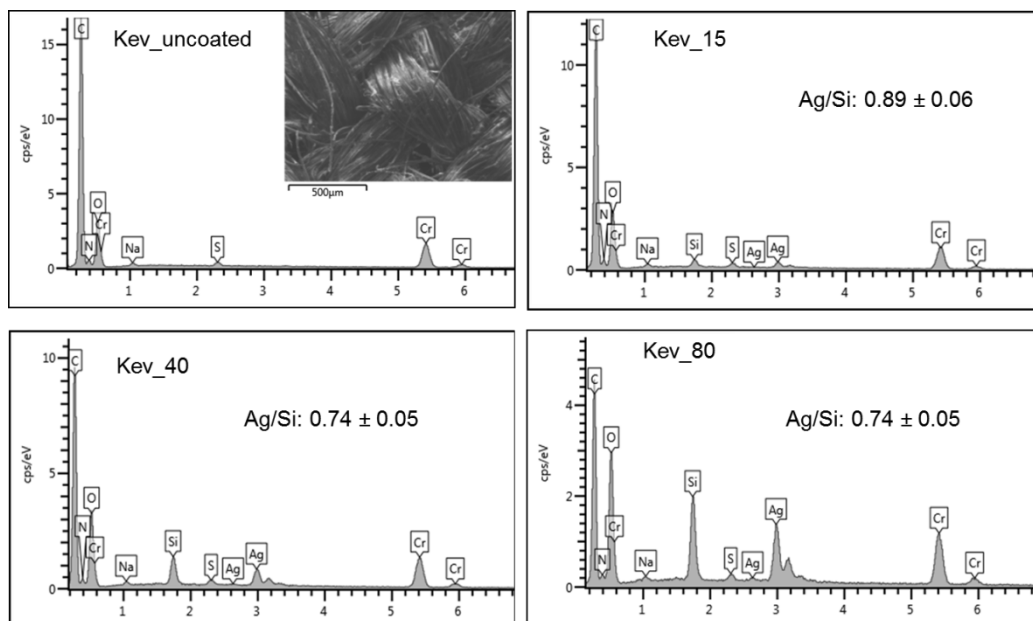 Kev_uncoated
15
10
5
0
cps/eV
C
O
Cr
N
Na
S
Cr
Cr
1
2
3
4
5
6
500µm
Kev_15
Ag/Si: 0.89 ± 0.06
10
5
0
cps/eV
C
O
N
Cr
Na
Si
S
Ag
Ag
Cr
Cr
1
2
3
4
5
6
Kev_40
Ag/Si: 0.74 ± 0.05
10
5
0
cps/eV
C
O
N
Cr
Na
Si
S
Ag
Ag
Cr
Cr
1
2
3
4
5
6
Kev_80
Ag/Si: 0.74 ± 0.05
4
2
0
cps/eV
C
O
Cr
N
Na
Si
S
Ag
Ag
Cr
Cr
1
2
3
4
5
6